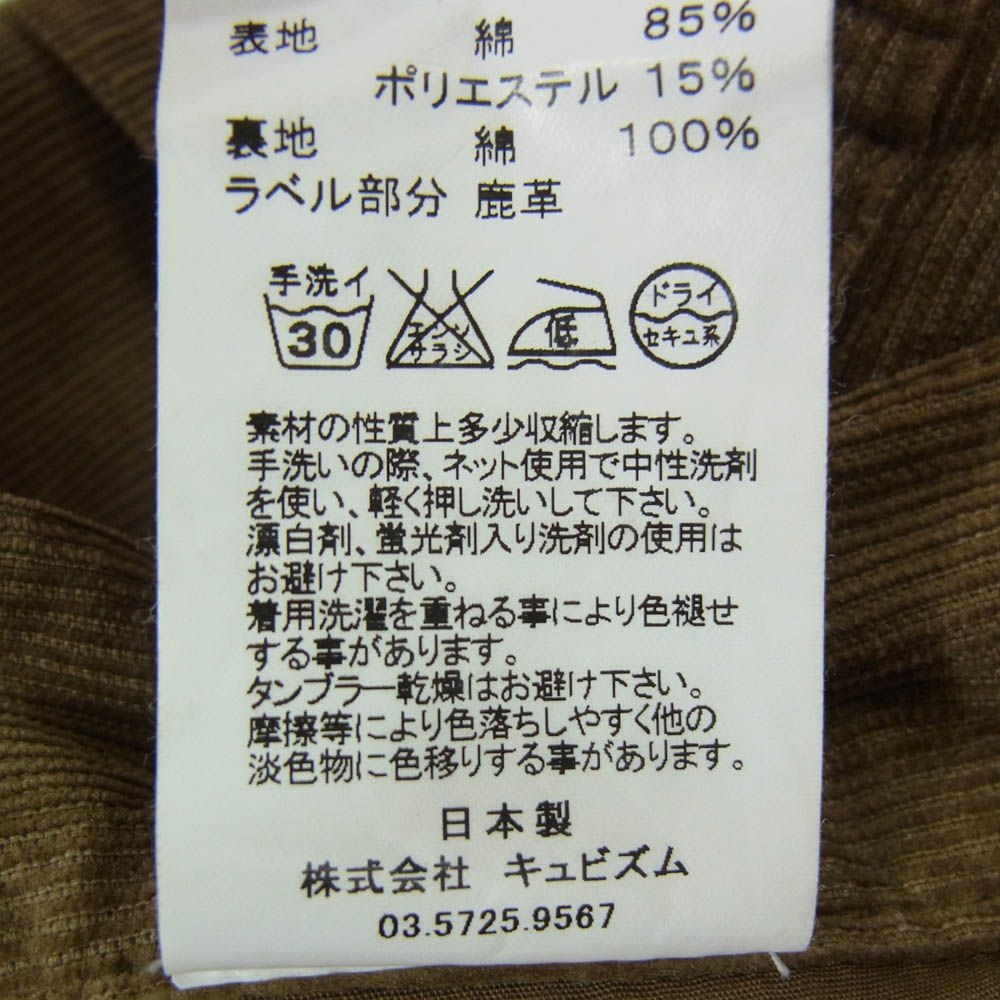 表地 綿 85%
ポリエステル 15%
裏地 綿 100%
ラベル部分 鹿革
手洗イ 30
エンソサラシ
低
ドライ
セキユ系
素材の性質上多少収縮します。
手洗いの際、ネット使用で中性洗剤
を使い、軽く押し洗いして下さい。
漂白剤、蛍光剤入り洗剤の使用は
お避け下さい。
着用洗濯を重ねる事により色褪せ
する事があります。
タンブラー乾燥はお避け下さい。
摩擦等により色落ちしやすく他の
淡色物に色移りする事があります。
日本製
株式会社 キュビズム
03.5725.9567